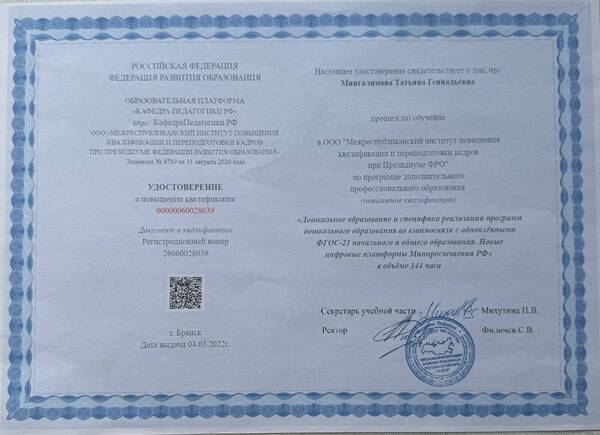 РОССИЙСКАЯ ФЕДЕРАЦИЯ
ФЕДЕРАЦИЯ РАЗВИТИЯ ОБРАЗОВАНИЯ
ОБРАЗОВАТЕЛЬНАЯ ПЛАТФОРМА
«КАФЕДРА ПЕДАГОГИКИ РФ»
https://КафедраПедагогики.РФ
ООО «МЕЖРЕСПУБЛИКАНСКИЙ ИНСТИТУТ ПОВЫШЕНИЯ
КВАЛИФИКАЦИИ И ПЕРЕПОДГОТОВКИ КАДРОВ
ПРИ ПРЕЗИДИУМЕ ФЕДЕРАЦИИ РАЗВИТИЯ ОБРАЗОВАНИЯ»
Лицензия № 4719 от 31 августа 2020 года
УДОСТОВЕРЕНИЕ
о повышении квалификации
00000060028039
Документ о квалификации
Регистрационный номер
26060028039
г. Брянск
Дата выдачи 04.03.2022г.
Настоящее удостоверение свидетельствует о том, что
Мингалимова Татьяна Геннадьевна
прошел(ла) обучение
в ООО "Межреспубликанский институт повышения
квалификации и переподготовки кадров
при Президиуме ФРО"
по программе дополнительного
профессионального образования
(повышение квалификации)
«Дошкольное образование и специфика реализации программ
дошкольного образования во взаимосвязи с обновлёнными
ФГОС-21 начального и общего образования. Новые
цифровые платформы Минпросвещения РФ»
в объёме 144 часа
Секретарь учебной части Михутина Н.В.
Ректор Филичев С.В.